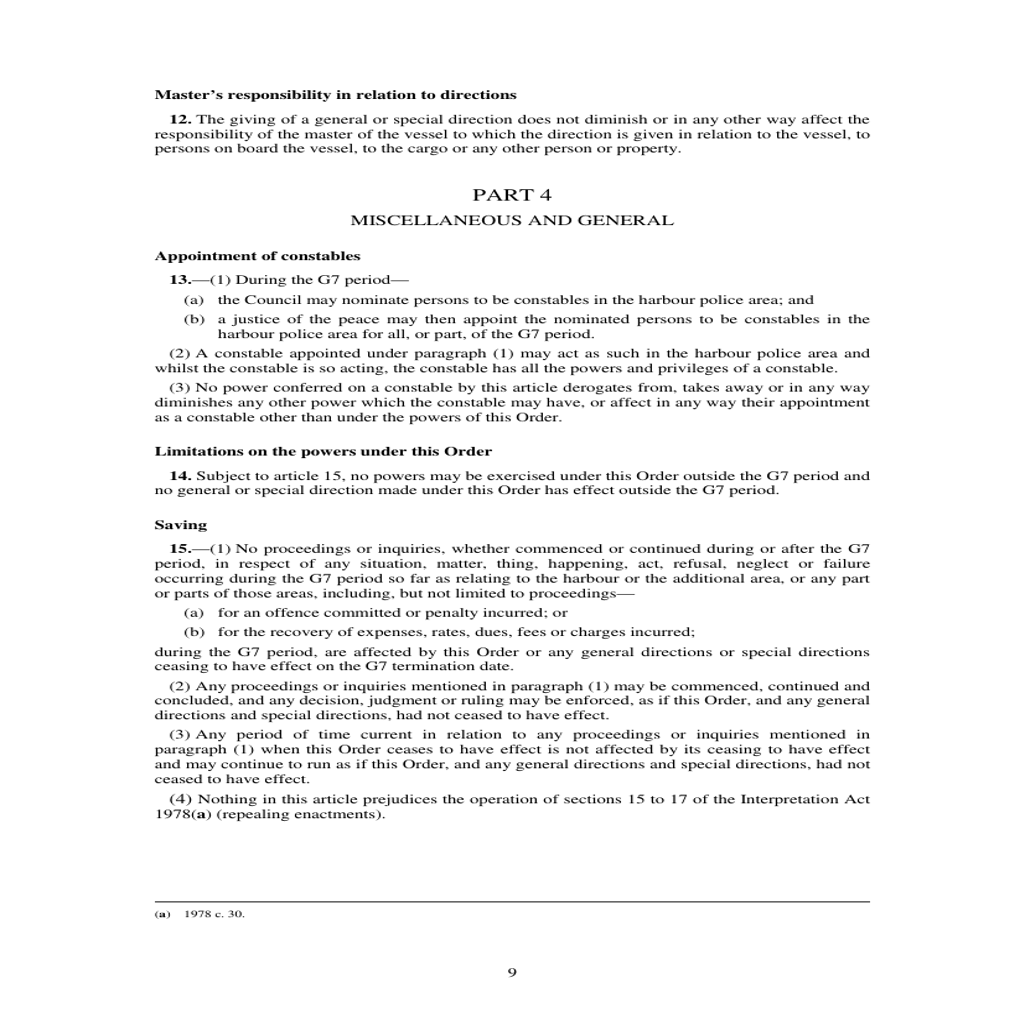 Master’s responsibility in relation to directions
12. The giving of a general or special direction does not diminish or in any other way affect the
responsibility of the master of the vessel to which the direction is given in relation to the vessel, to
persons on board the vessel, to the cargo or any other person or property.
PART 4
MISCELLANEOUS AND GENERAL
Appointment of constables
13.—(1) During the G7 period—
(a) the Council may nominate persons to be constables in the harbour police area; and
(b) a justice of the peace may then appoint the nominated persons to be constables in the
harbour police area for all, or part, of the G7 period.
(2) A constable appointed under paragraph (1) may act as such in the harbour police area and
whilst the constable is so acting, the constable has all the powers and privileges of a constable.
(3) No power conferred on a constable by this article derogates from, takes away or in any way
diminishes any other power which the constable may have, or affect in any way their appointment
as a constable other than under the powers of this Order.
Limitations on the powers under this Order
14. Subject to article 15, no powers may be exercised under this Order outside the G7 period and
no general or special direction made under this Order has effect outside the G7 period.
Saving
15.—(1) No proceedings or inquiries, whether commenced or continued during or after the G7
period, in respect of any situation, matter, thing, happening, act, refusal, neglect or failure
occurring during the G7 period so far as relating to the harbour or the additional area, or any part
or parts of those areas, including, but not limited to proceedings—
(a) for an offence committed or penalty incurred; or
(b) for the recovery of expenses, rates, dues, fees or charges incurred;
during the G7 period, are affected by this Order or any general directions or special directions
ceasing to have effect on the G7 termination date.
(2) Any proceedings or inquiries mentioned in paragraph (1) may be commenced, continued and
concluded, and any decision, judgment or ruling may be enforced, as if this Order, and any general
directions and special directions, had not ceased to have effect.
(3) Any period of time current in relation to any proceedings or inquiries mentioned in
paragraph (1) when this Order ceases to have effect is not affected by its ceasing to have effect
and may continue to run as if this Order, and any general directions and special directions, had not
ceased to have effect.
(4) Nothing in this article prejudices the operation of sections 15 to 17 of the Interpretation Act
1978(a) (repealing enactments).
(a) 1978 c. 30.
9